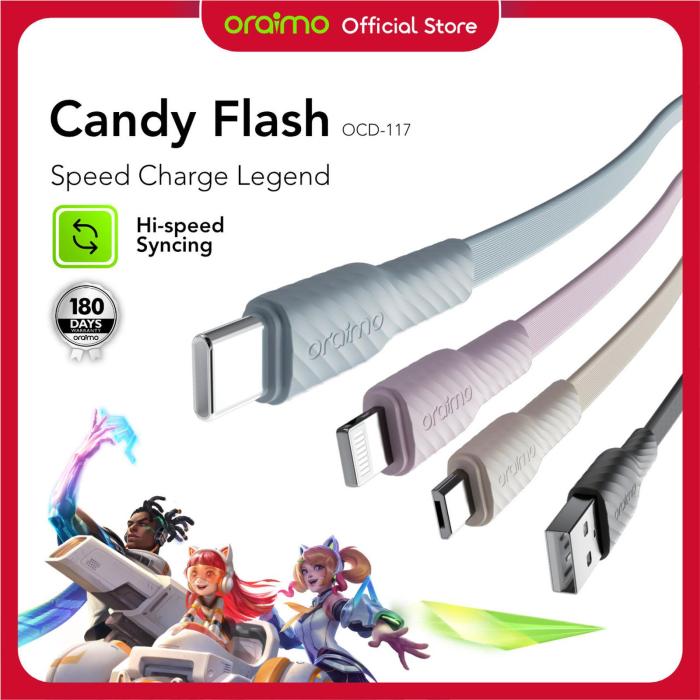 oraimo Official Store
Candy Flash OCD-117
Speed Charge Legend
Hi-speed
Syncing
180
DAYS
WARRANTY
oraimo
oraimo
oraimo
oraimo
oraimo